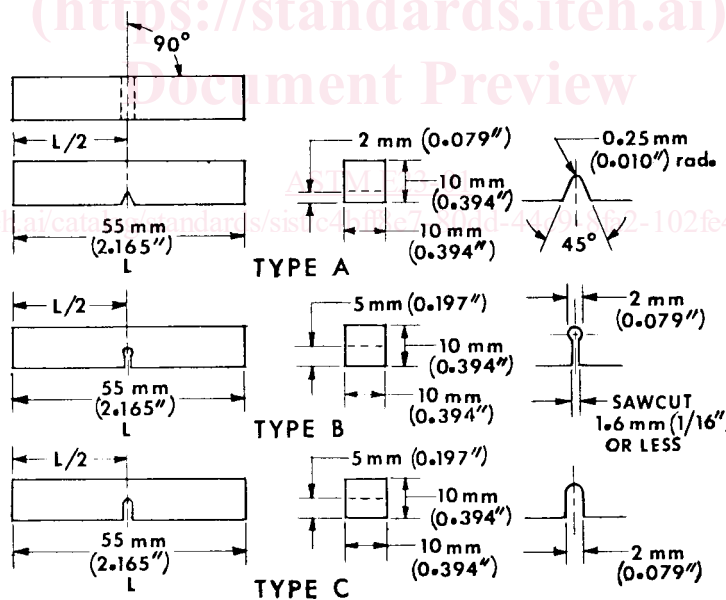 (https://standards.iteh.ai)
90°
Document Preview
L/2
2 mm (0.079")
0.25 mm
(0.010") rad.
10 mm
(0.394")
55 mm
(2.165")
L
10 mm
(0.394")
45°
TYPE A
L/2
5 mm (0.197")
2 mm
(0.079")
10 mm
(0.394")
55 mm
(2.165")
L
10 mm
(0.394")
SAWCUT
1.6 mm (1/16")
OR LESS
TYPE B
L/2
5 mm (0.197")
10 mm
(0.394")
55 mm
(2.165")
L
10 mm
(0.394")
2 mm
(0.079")
TYPE C